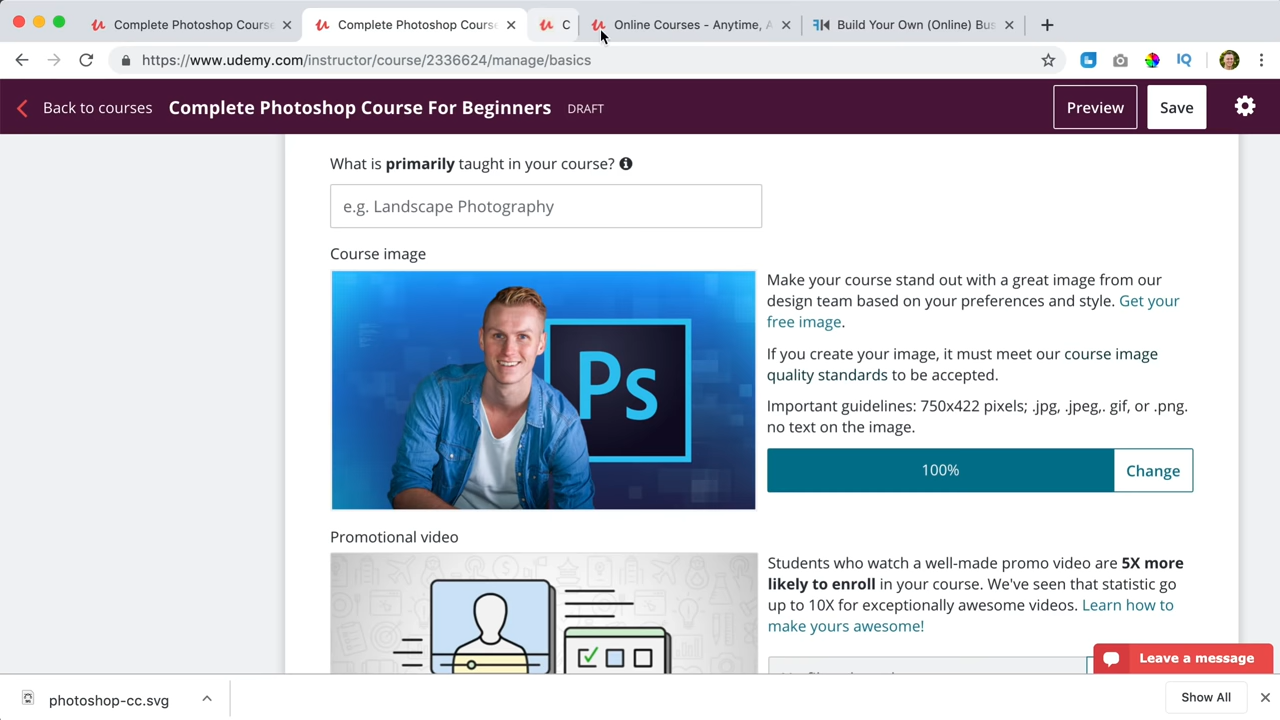 Complete Photoshop Course
Complete Photoshop Course
C
Online Courses - Anytime, A
Build Your Own (Online) Bus
https://www.udemy.com/instructor/course/2336624/manage/basics
Back to courses
Complete Photoshop Course For Beginners
DRAFT
Preview
Save
What is primarily taught in your course?
e.g. Landscape Photography
Course image
Ps
Make your course stand out with a great image from our
design team based on your preferences and style. Get your
free image.
If you create your image, it must meet our course image
quality standards to be accepted.
Important guidelines: 750x422 pixels; .jpg, .jpeg,. gif, or .png.
no text on the image.
100%
Change
Promotional video
Students who watch a well-made promo video are 5X more
likely to enroll in your course. We've seen that statistic go
up to 10X for exceptionally awesome videos. Learn how to
make yours awesome!
Leave a message
photoshop-cc.svg
Show All